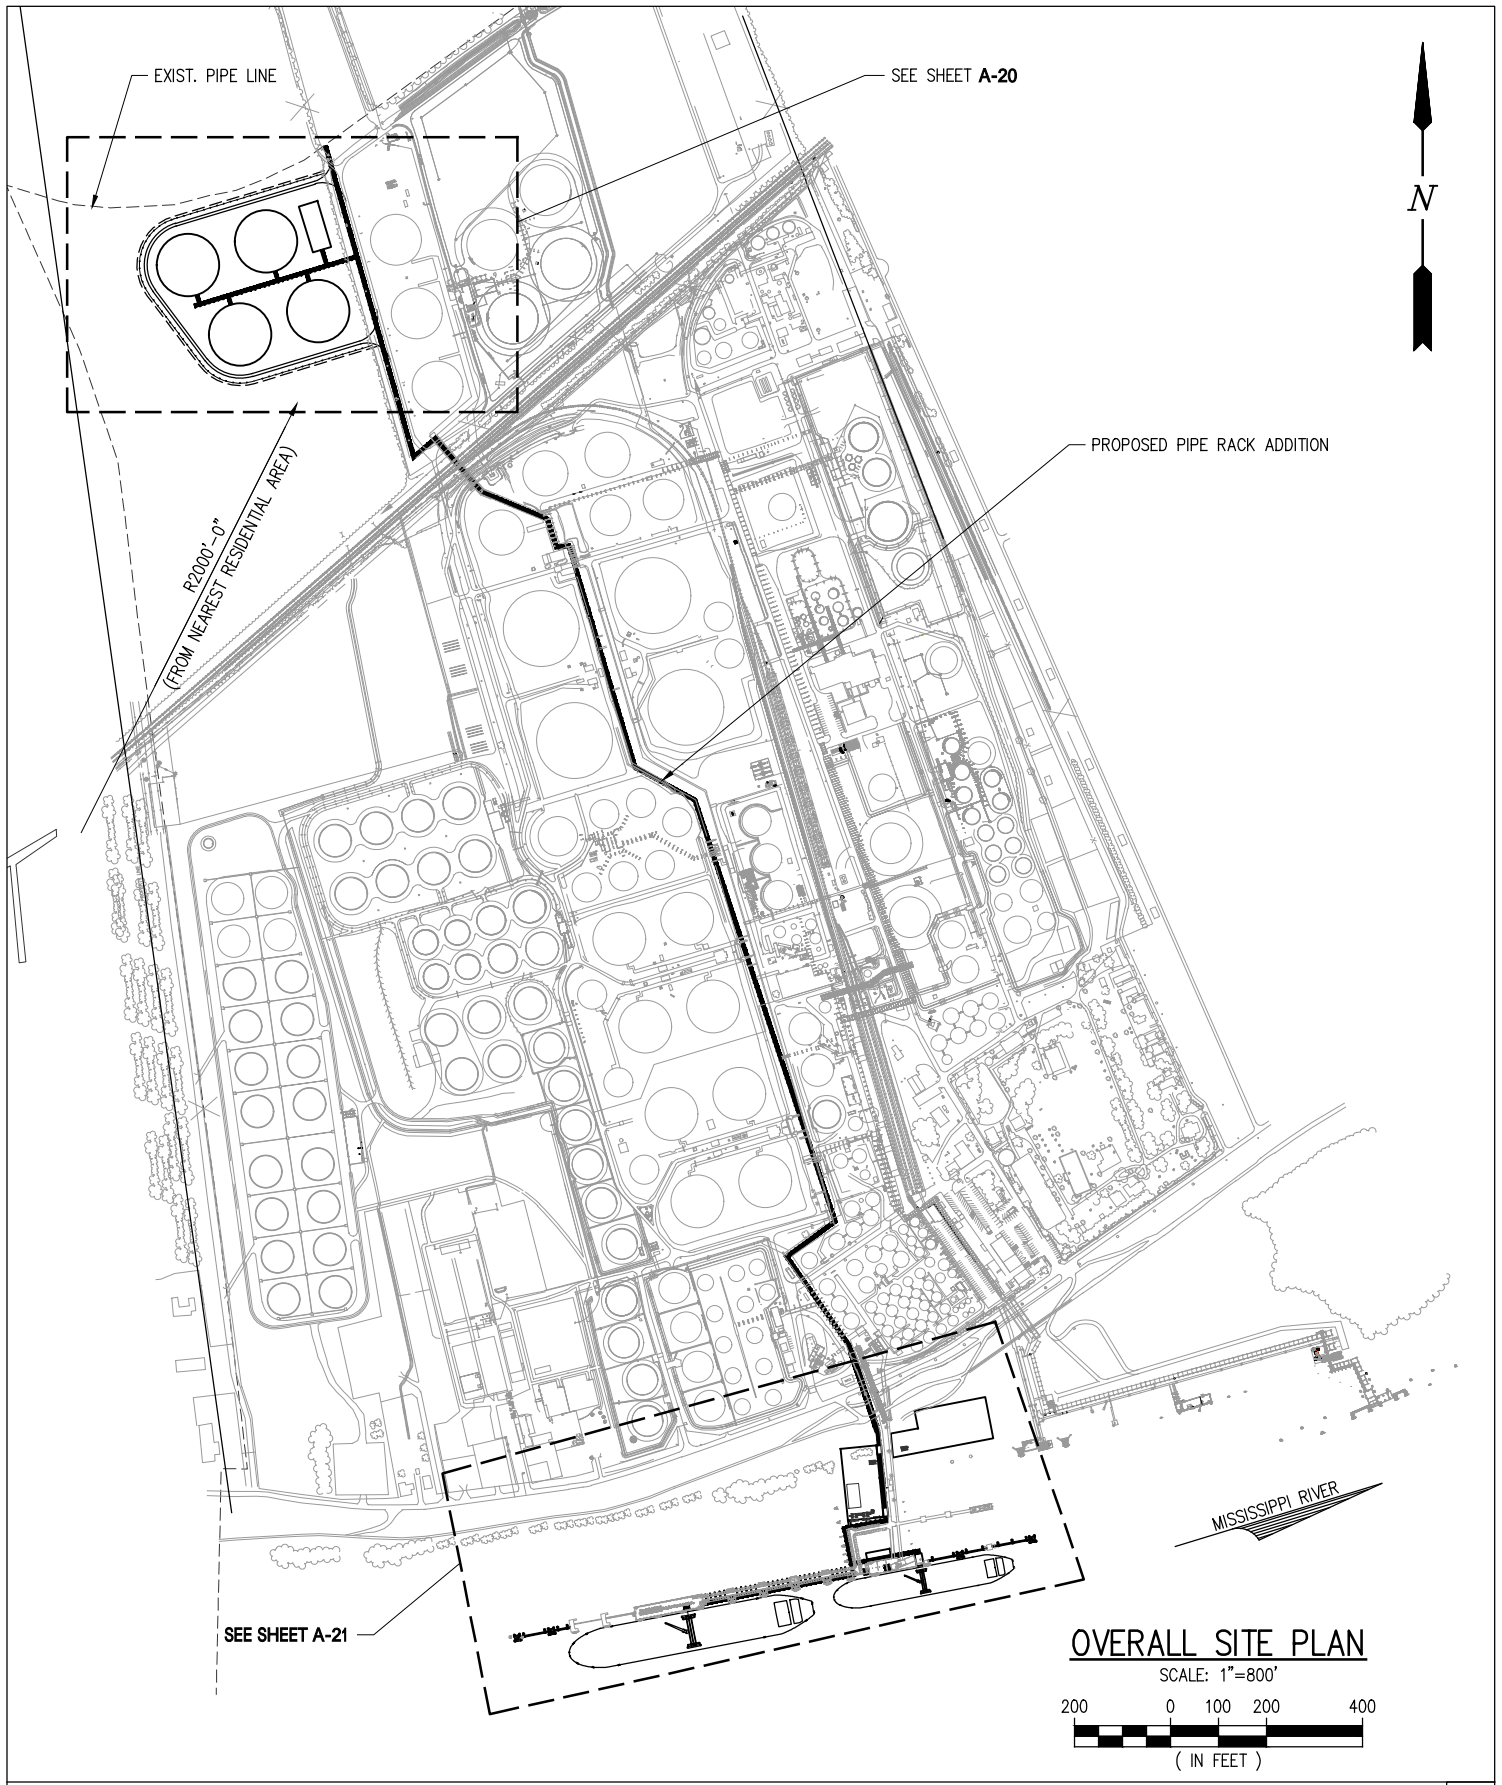 EXIST. PIPE LINE
SEE SHEET A-20
N
PROPOSED PIPE RACK ADDITION
R2000'-0"
(FROM NEAREST RESIDENTIAL AREA)
MISSISSIPPI RIVER
SEE SHEET A-21
OVERALL SITE PLAN
SCALE: 1"=800'
200 0 100 200 400
( IN FEET )